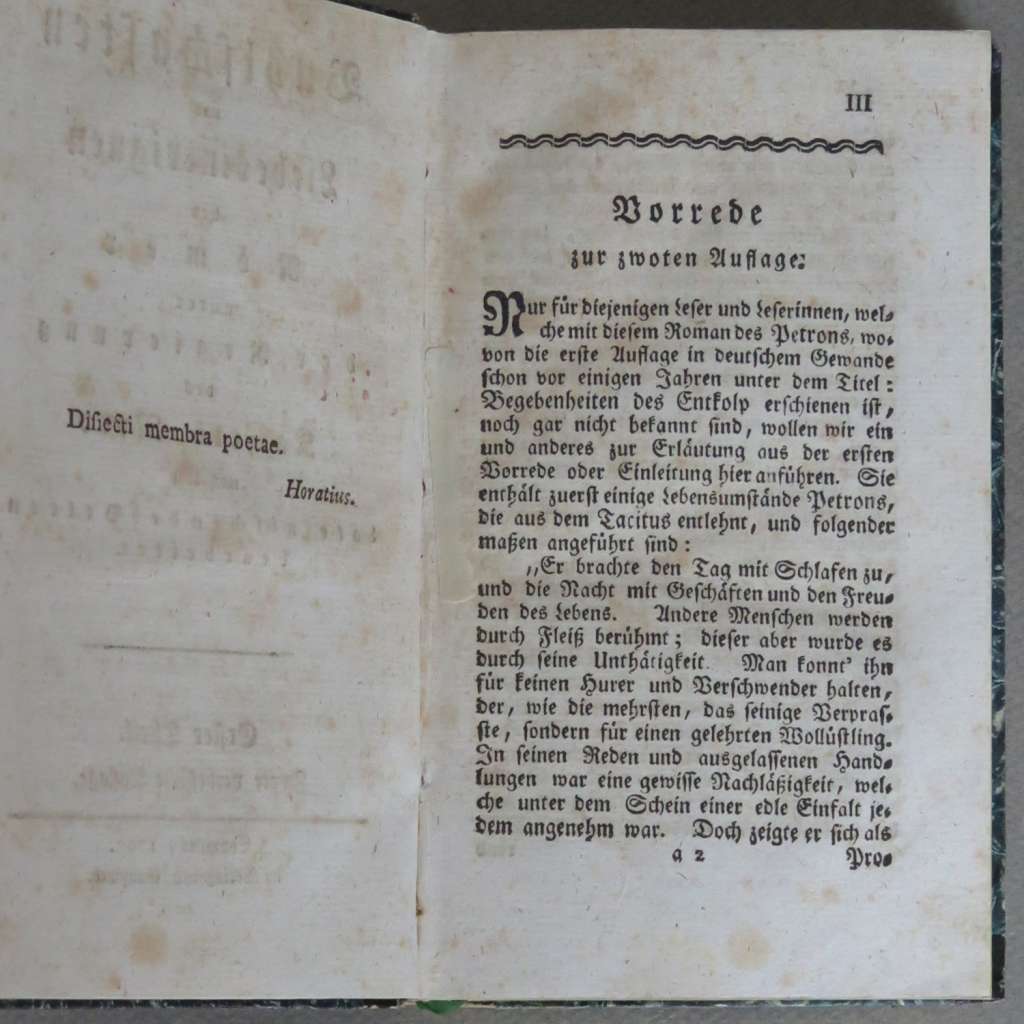 Disiecti membra poetae.
Horatius.
III
Vorrede
zur zwoten Auflage:
Nur für diejenigen Leser und Leserinnen, wel-
che mit diesem Roman des Petrons, wo-
von die erste Auflage in deutschem Gewande
schon vor einigen Jahren unter dem Titel:
Begebenheiten des Enkolp erschienen ist,
noch gar nicht bekannt sind, wollen wir ein
und anderes zur Erläutung aus der ersten
Vorrede oder Einleitung hier anführen. Sie
enthält zuerst einige Lebensumstände Petrons,
die aus dem Tacitus entlehnt, und folgender
maßen angeführt sind:
„Er brachte den Tag mit Schlafen zu,
und die Nacht mit Geschäften und den Freu-
den des Lebens. Andere Menschen werden
durch Fleiß berühmt; dieser aber wurde es
durch seine Unthätigkeit. Man konnt' ihn
für keinen Hurer und Verschwender halten,
der, wie die mehrsten, das seinige Verpras-
ste, sondern für einen gelehrten Wollüstling.
In seinen Reden und ausgelassenen Hand-
lungen war eine gewisse Nachläßigkeit, wel-
che unter dem Schein einer edle Einfalt je-
dem angenehm war. Doch zeigte er sich als
a 2
Pro-